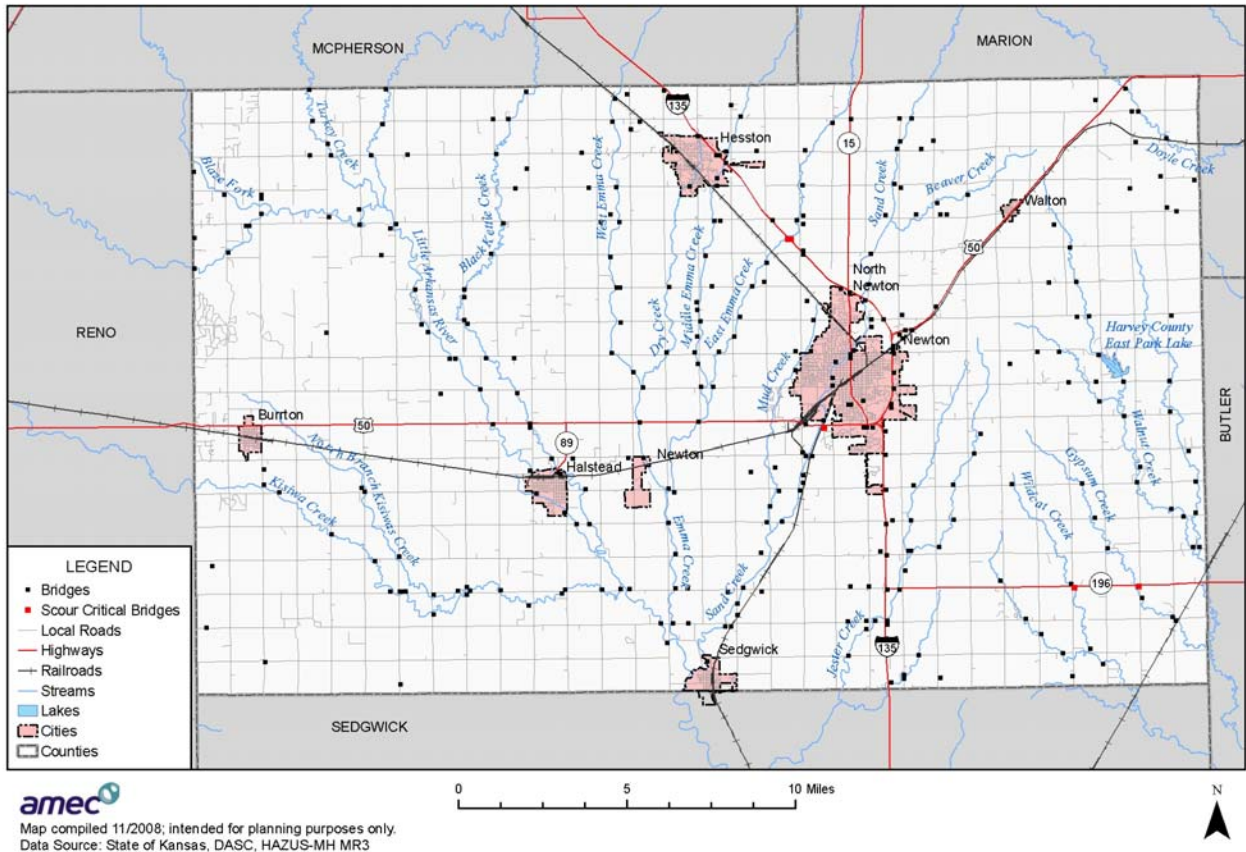 MCPHERSON
MARION
RENO
BUTLER
SEDGWICK
135
Hesston
15
Turkey Creek
Blaze Fork
Black Kettle Creek
Little Arkansas River
West Emma Creek
Sand Creek
Beaver Creek
Doyle Creek
Walton
50
North
Newton
Dry Creek
Middle Emma Creek
East Emma Crek
Newton
Harvey County
East Park Lake
Mud Creek
Burrton
50
89
Halstead
Newton
North Branch Kisiwas Creek
Kisiwa Creek
Walnut Creek
Gypsum Creek
Wildcat Creek
Emma Creek
Sand Creek
196
Sedgwick
Jester Creek
135
LEGEND
Bridges
Scour Critical Bridges
Local Roads
Highways
Railroads
Streams
Lakes
Cities
Counties
amec
0 5 10 Miles
N
Map compiled 11/2008; intended for planning purposes only.
Data Source: State of Kansas, DASC, HAZUS-MH MR3